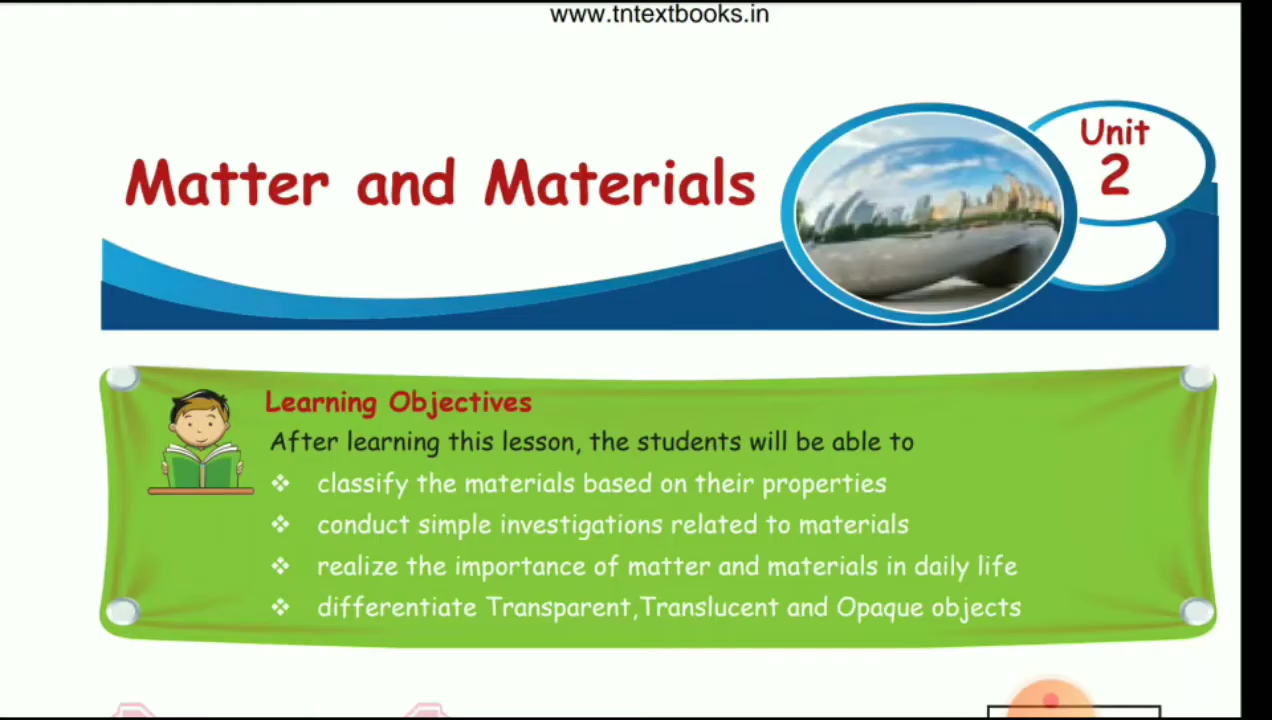 www.tntextbooks.in
Unit
2
Matter and Materials
Learning Objectives
After learning this lesson, the students will be able to
❖ classify the materials based on their properties
❖ conduct simple investigations related to materials
❖ realize the importance of matter and materials in daily life
❖ differentiate Transparent,Translucent and Opaque objects